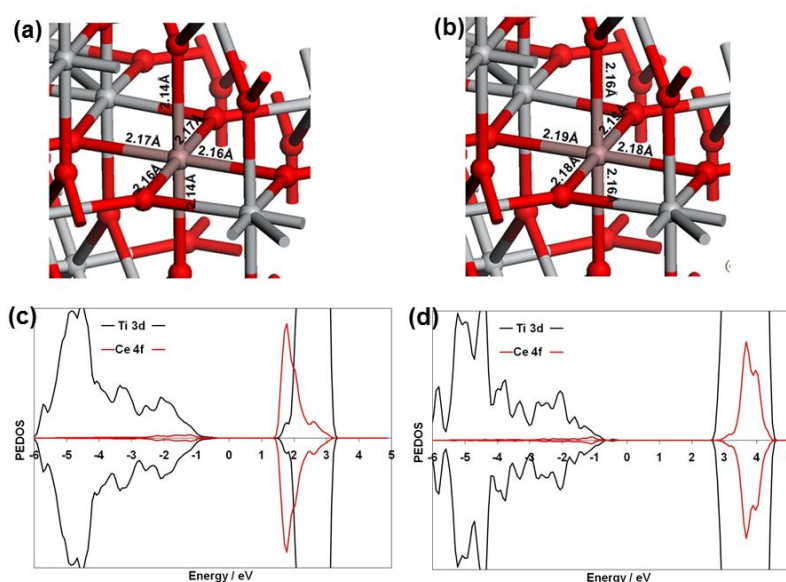 (a)
2.14Å
2.17Å
2.17Å
2.16Å
2.16Å
2.14Å
(b)
2.16Å
2.19Å
2.19Å
2.18Å
2.18Å
2.16Å
(c)
Ti 3d
Ce 4f
PEDOS
-6 -5 -4 -3 -2 -1 0 1 2 3 4 5
Energy / eV
(d)
Ti 3d
Ce 4f
PEDOS
-6 -5 -4 -3 -2 -1 0 1 2 3 4 5
Energy / eV